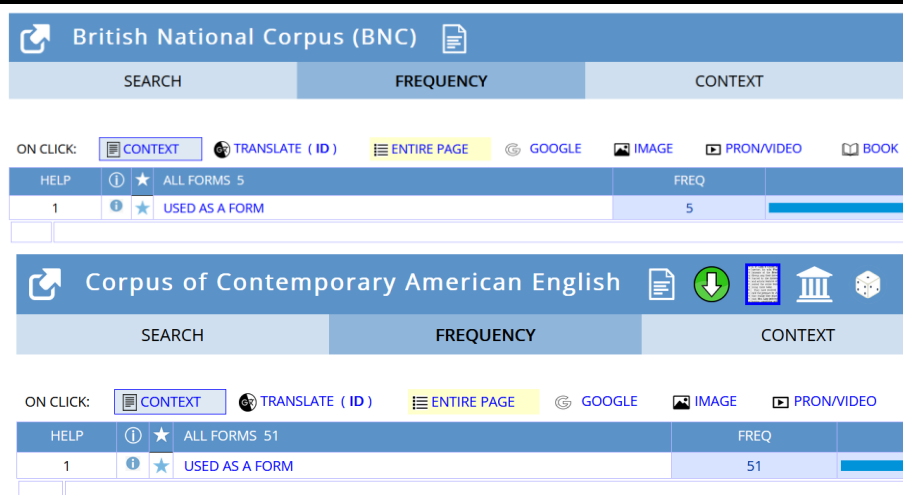 British National Corpus (BNC)
SEARCH FREQUENCY CONTEXT
ON CLICK: CONTEXT TRANSLATE ( ID ) ENTIRE PAGE GOOGLE IMAGE PRON/VIDEO BOOK
HELP ALL FORMS 5 FREQ
1 USED AS A FORM 5
Corpus of Contemporary American English
SEARCH FREQUENCY CONTEXT
ON CLICK: CONTEXT TRANSLATE ( ID ) ENTIRE PAGE GOOGLE IMAGE PRON/VIDEO
HELP ALL FORMS 51 FREQ
1 USED AS A FORM 51